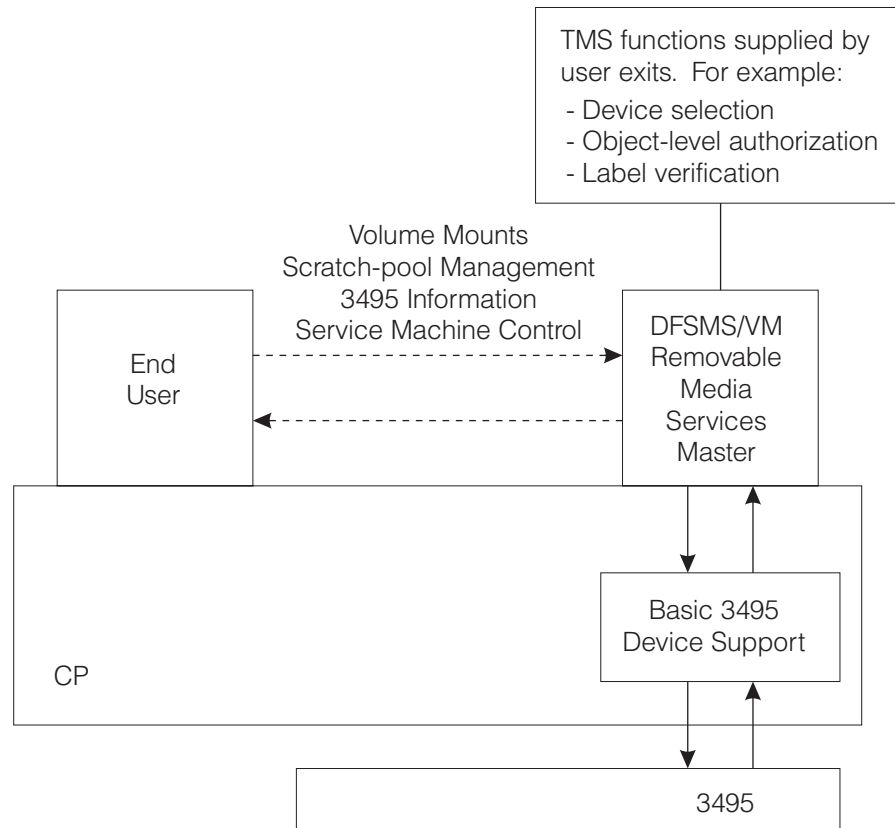 TMS functions supplied by
user exits. For example:
- Device selection
- Object-level authorization
- Label verification
Volume Mounts
Scratch-pool Management
3495 Information
Service Machine Control
End
User
DFSMS/VM
Removable
Media
Services
Master
Basic 3495
Device Support
CP
3495